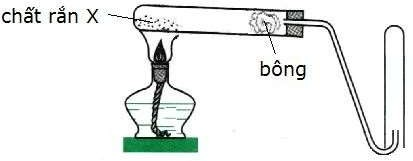 chất rắn X
bông